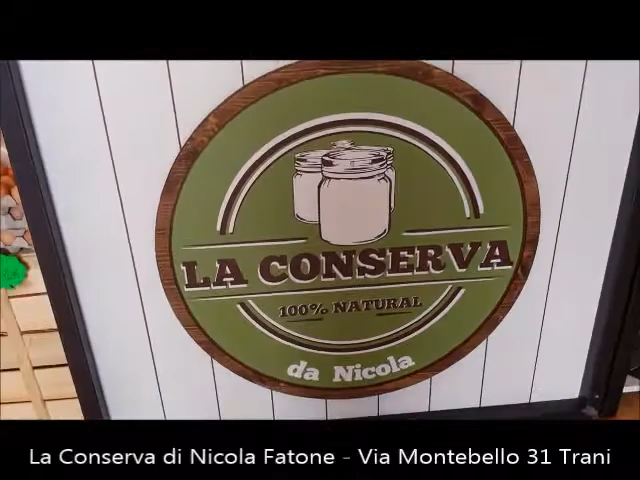 LA CONSERVA
100% NATURAL
da Nicola
La Conserva di Nicola Fatone - Via Montebello 31 Trani